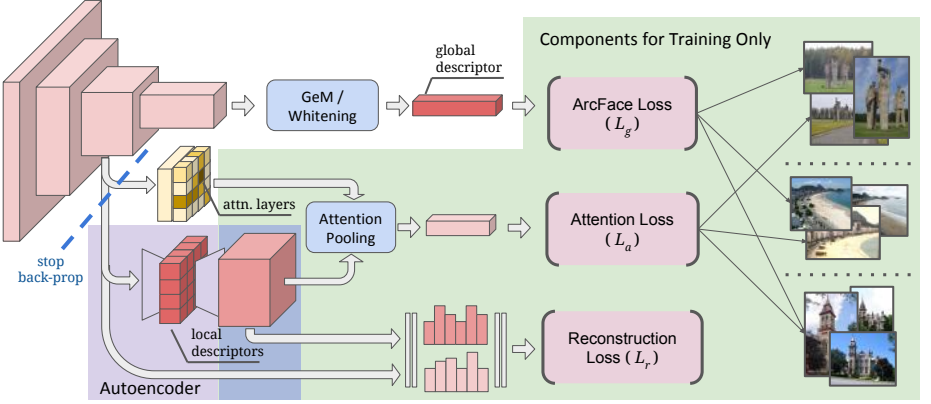 Components for Training Only
global
descriptor
GeM /
Whitening
ArcFace Loss
(L_g)
attn. layers
Attention
Pooling
Attention Loss
(L_a)
stop
back-prop
local
descriptors
Reconstruction
Loss (L_r)
Autoencoder